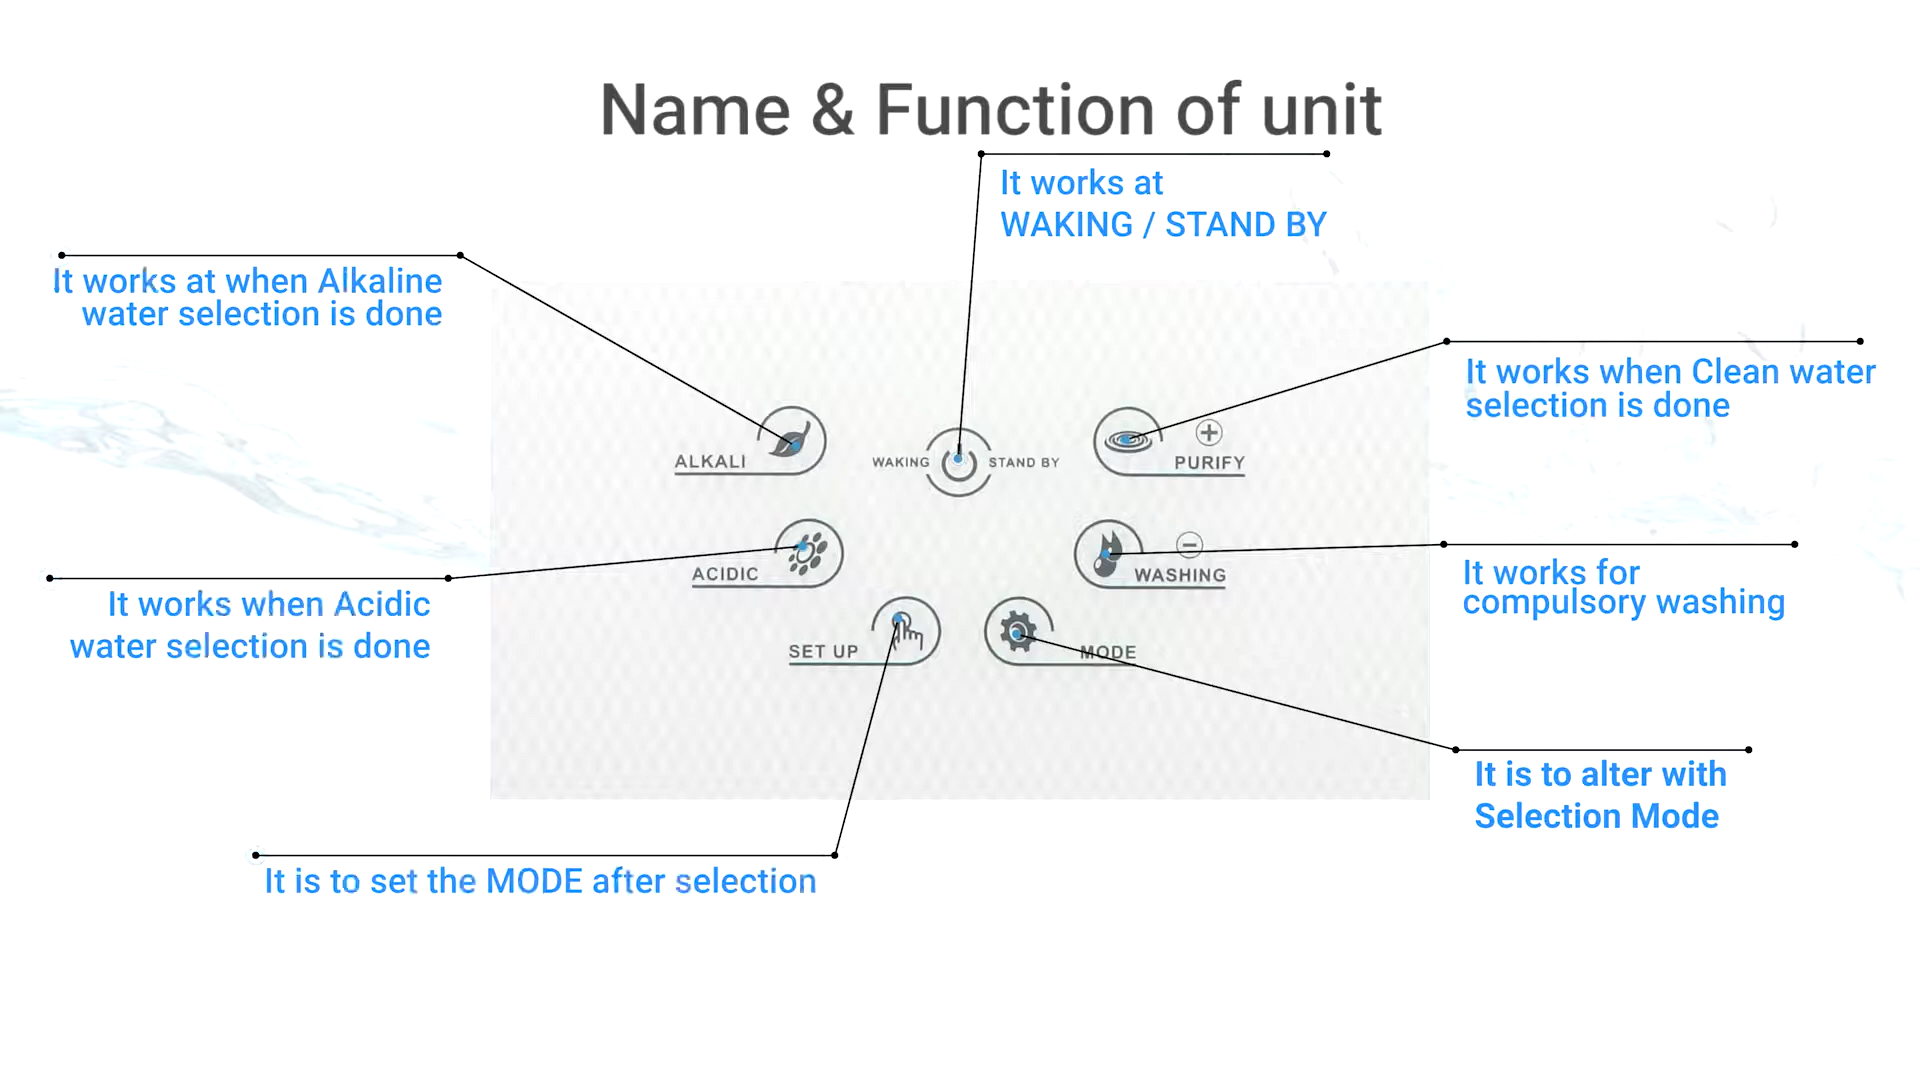 Name & Function of unit
It works at
WAKING / STAND BY
It works at when Alkaline
water selection is done
It works when Clean water
selection is done
ALKALI
WAKING
STAND BY
PURIFY
ACIDIC
WASHING
It works when Acidic
water selection is done
It works for
compulsory washing
SET UP
MODE
It is to alter with
Selection Mode
It is to set the MODE after selection